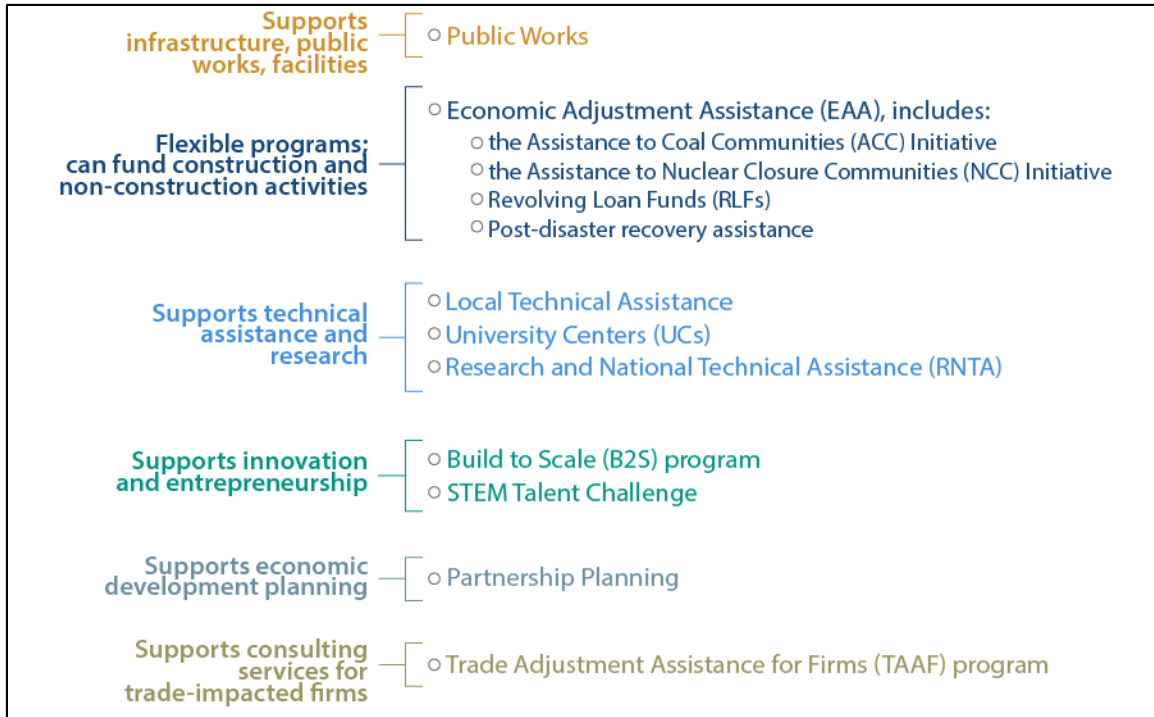 Supports
infrastructure, public
works, facilities
Public Works
Flexible programs;
can fund construction and
non-construction activities
Economic Adjustment Assistance (EAA), includes:
the Assistance to Coal Communities (ACC) Initiative
the Assistance to Nuclear Closure Communities (NCC) Initiative
Revolving Loan Funds (RLFs)
Post-disaster recovery assistance
Supports technical
assistance and
research
Local Technical Assistance
University Centers (UCs)
Research and National Technical Assistance (RNTA)
Supports innovation
and entrepreneurship
Build to Scale (B2S) program
STEM Talent Challenge
Supports economic
development planning
Partnership Planning
Supports consulting
services for
trade-impacted firms
Trade Adjustment Assistance for Firms (TAAF) program